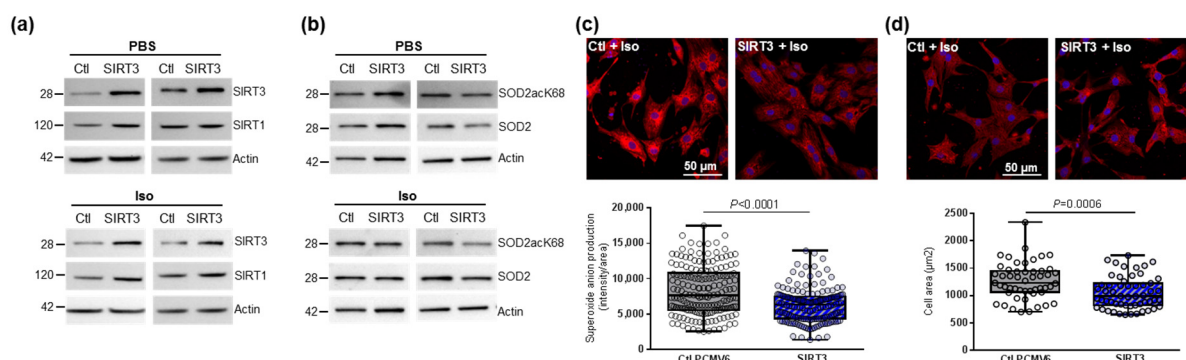 (a)
PBS
Ctl SIRT3 Ctl SIRT3
28 SIRT3
120 SIRT1
42 Actin
Iso
Ctl SIRT3 Ctl SIRT3
28 SIRT3
120 SIRT1
42 Actin
(b)
PBS
Ctl SIRT3 Ctl SIRT3
28 SOD2acK68
28 SOD2
42 Actin
Iso
Ctl SIRT3 Ctl SIRT3
28 SOD2acK68
28 SOD2
42 Actin
(c)
Ctl + Iso SIRT3 + Iso
50 µm
P<0.0001
Superoxide anion production
(intensity/area)
20,000
15,000
10,000
5,000
0
Ctl PCMV6 SIRT3
(d)
Ctl + Iso SIRT3 + Iso
50 µm
P=0.0006
Cell area (µm2)
2500
2000
1500
1000
500
0
Ctl PCMV6 SIRT3